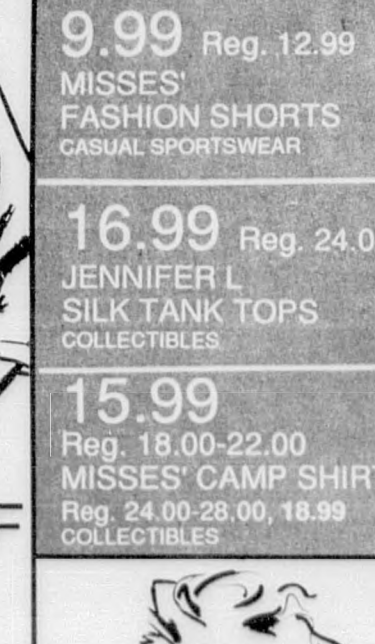 9.99 Reg. 12.99
MISSES'
FASHION SHORTS
CASUAL SPORTSWEAR
16.99 Reg. 24.0
JENNIFER L
SILK TANK TOPS
COLLECTIBLES
15.99
Reg. 18.00-22.00
MISSES' CAMP SHIRT
Reg. 24.00-28.00, 18.99
COLLECTIBLES